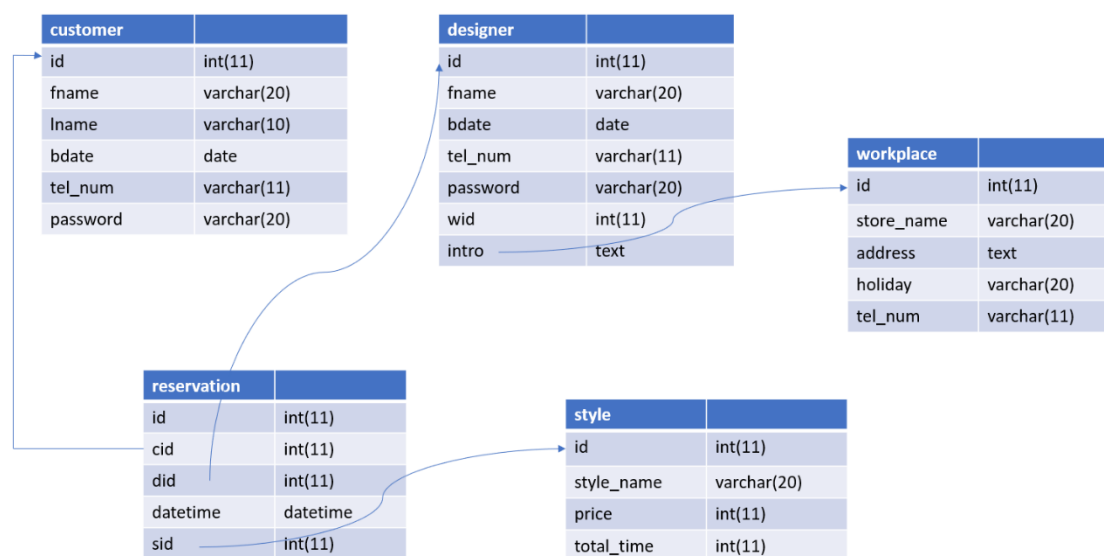 customer
id int(11)
fname varchar(20)
lname varchar(10)
bdate date
tel_num varchar(11)
password varchar(20)
designer
id int(11)
fname varchar(20)
bdate date
tel_num varchar(11)
password varchar(20)
wid int(11)
intro text
workplace
id int(11)
store_name varchar(20)
address text
holiday varchar(20)
tel_num varchar(11)
reservation
id int(11)
cid int(11)
did int(11)
datetime datetime
sid int(11)
style
id int(11)
style_name varchar(20)
price int(11)
total_time int(11)